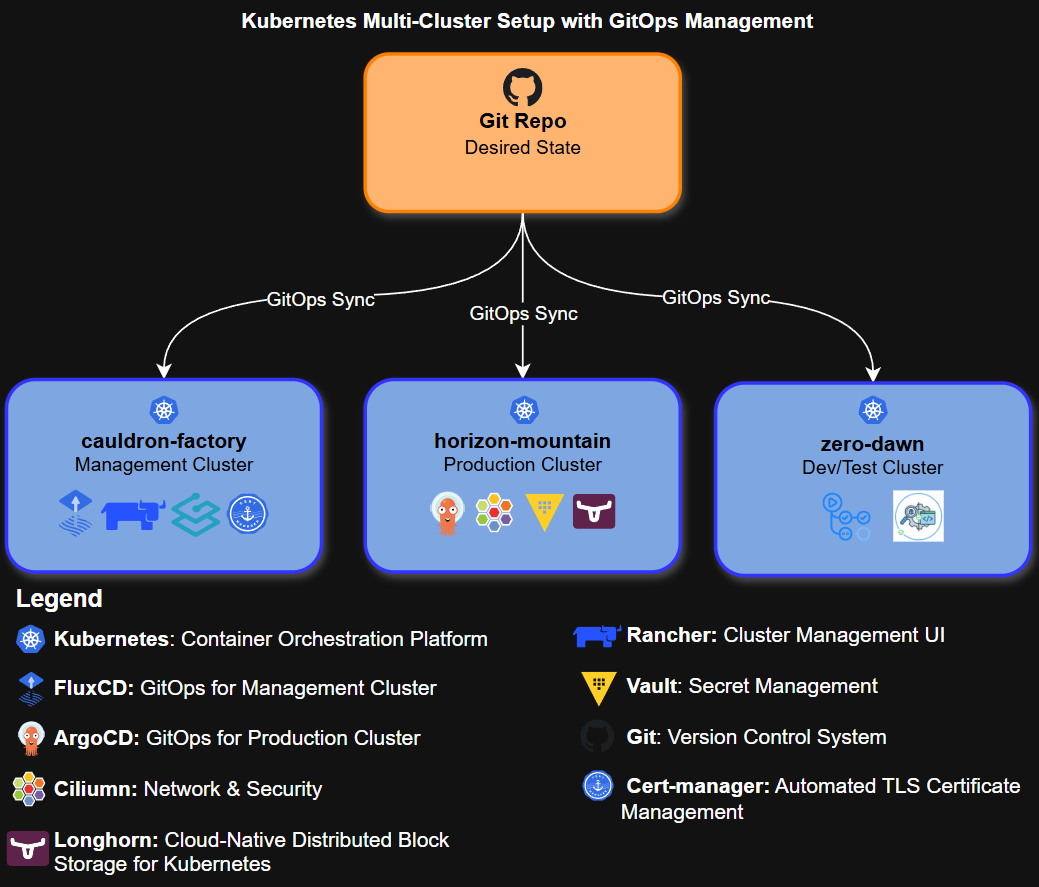 Kubernetes Multi-Cluster Setup with GitOps Management
Git Repo
Desired State
GitOps Sync
GitOps Sync
GitOps Sync
cauldron-factory
Management Cluster
horizon-mountain
Production Cluster
zero-dawn
Dev/Test Cluster
Legend
Kubernetes: Container Orchestration Platform
FluxCD: GitOps for Management Cluster
ArgoCD: GitOps for Production Cluster
Ciliumn: Network & Security
Longhorn: Cloud-Native Distributed Block
Storage for Kubernetes
Rancher: Cluster Management UI
Vault: Secret Management
Git: Version Control System
Cert-manager: Automated TLS Certificate
Management